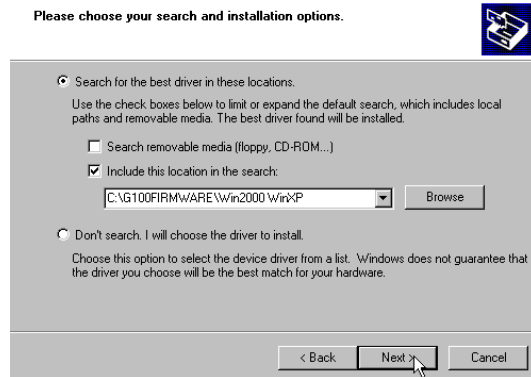 Please choose your search and installation options.
Search for the best driver in these locations.
Use the check boxes below to limit or expand the default search, which includes local
paths and removable media. The best driver found will be installed.
Search removable media (floppy, CD-ROM...)
Include this location in the search:
C:\G100FIRMWARE\Win2000 WinXP
Browse
Don't search. I will choose the driver to install.
Choose this option to select the device driver from a list. Windows does not guarantee that
the driver you choose will be the best match for your hardware.
< Back
Next >
Cancel